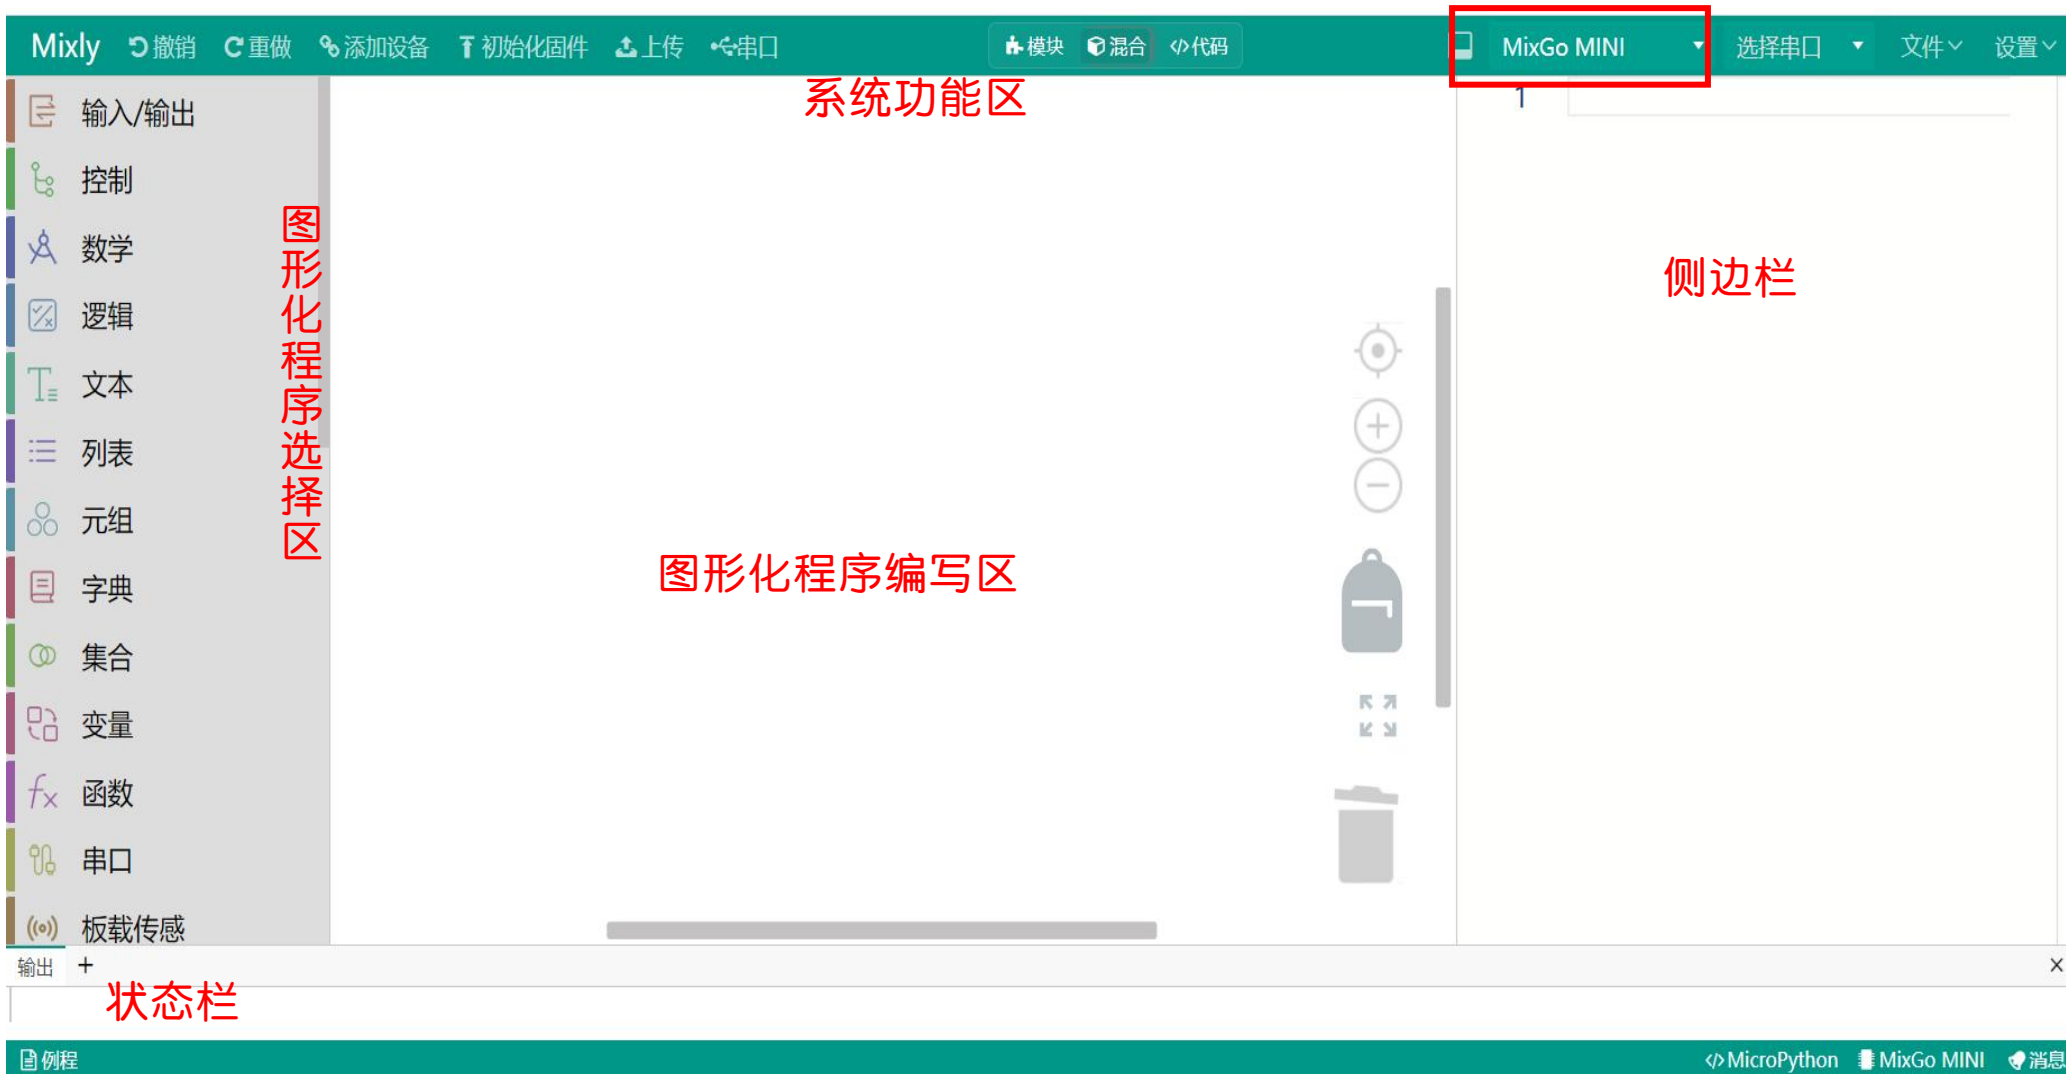 Mixly 撤销 重做 添加设备 初始化固件 上传 串口 模块 混合 代码 MixGo MINI 选择串口 文件 设置
系统功能区
1
输入/输出
控制
数学
逻辑
文本
列表
元组
字典
集合
变量
函数
串口
板载传感
图形化程序选择区
图形化程序编写区
侧边栏
输出 + ×
状态栏
例程 MicroPython MixGo MINI 消息